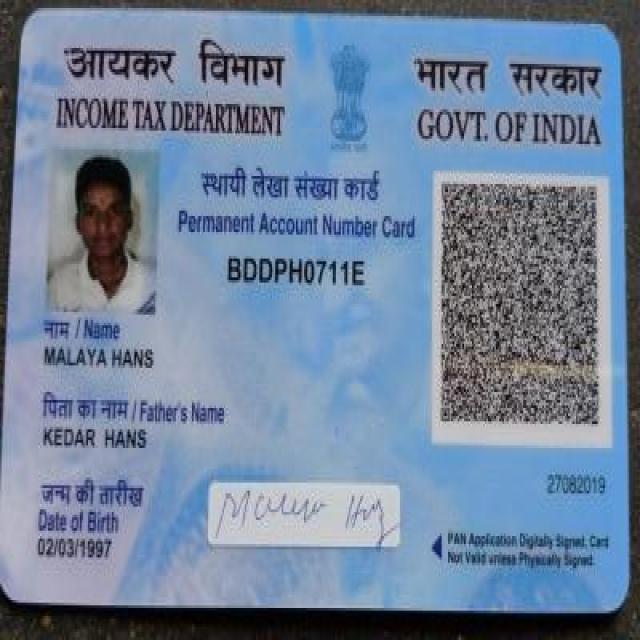 आयकर विभाग
INCOME TAX DEPARTMENT
भारत सरकार
GOVT. OF INDIA
स्थायी लेखा संख्या कार्ड
Permanent Account Number Card
BDDPH0711E
नाम / Name
MALAYA HANS
पिता का नाम / Father's Name
KEDAR HANS
जन्म की तारीख
Date of Birth
02/03/1997
27082019
PAN Application Digitally Signed, Card
Not Valid unless Physically Signed.